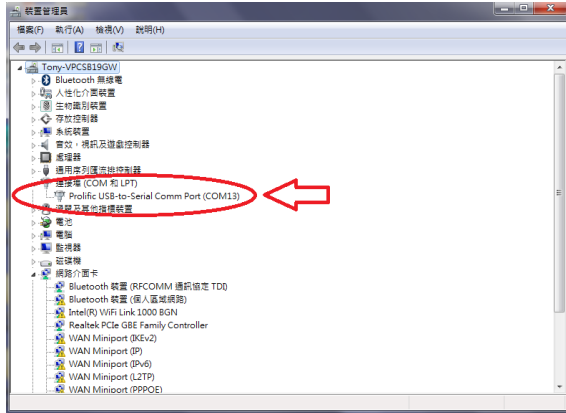 裝置管理員
檔案(F) 執行(A) 檢視(V) 說明(H)
Tony-VPCSB19GW
Bluetooth 無線電
人性化介面裝置
生物識別裝置
存放控制器
系統裝置
音效，視訊及遊戲控制器
處理器
通用序列匯流排控制器
連接埠 (COM 和 LPT)
Prolific USB-to-Serial Comm Port (COM13)
滑鼠及其他指標裝置
電池
電腦
監視器
磁碟機
網路介面卡
Bluetooth 裝置 (RFCOMM 通訊協定 TDI)
Bluetooth 裝置 (個人區域網路)
Intel(R) WiFi Link 1000 BGN
Realtek PCIe GBE Family Controller
WAN Miniport (IKEv2)
WAN Miniport (IP)
WAN Miniport (IPv6)
WAN Miniport (L2TP)
WAN Miniport (PPPOE)